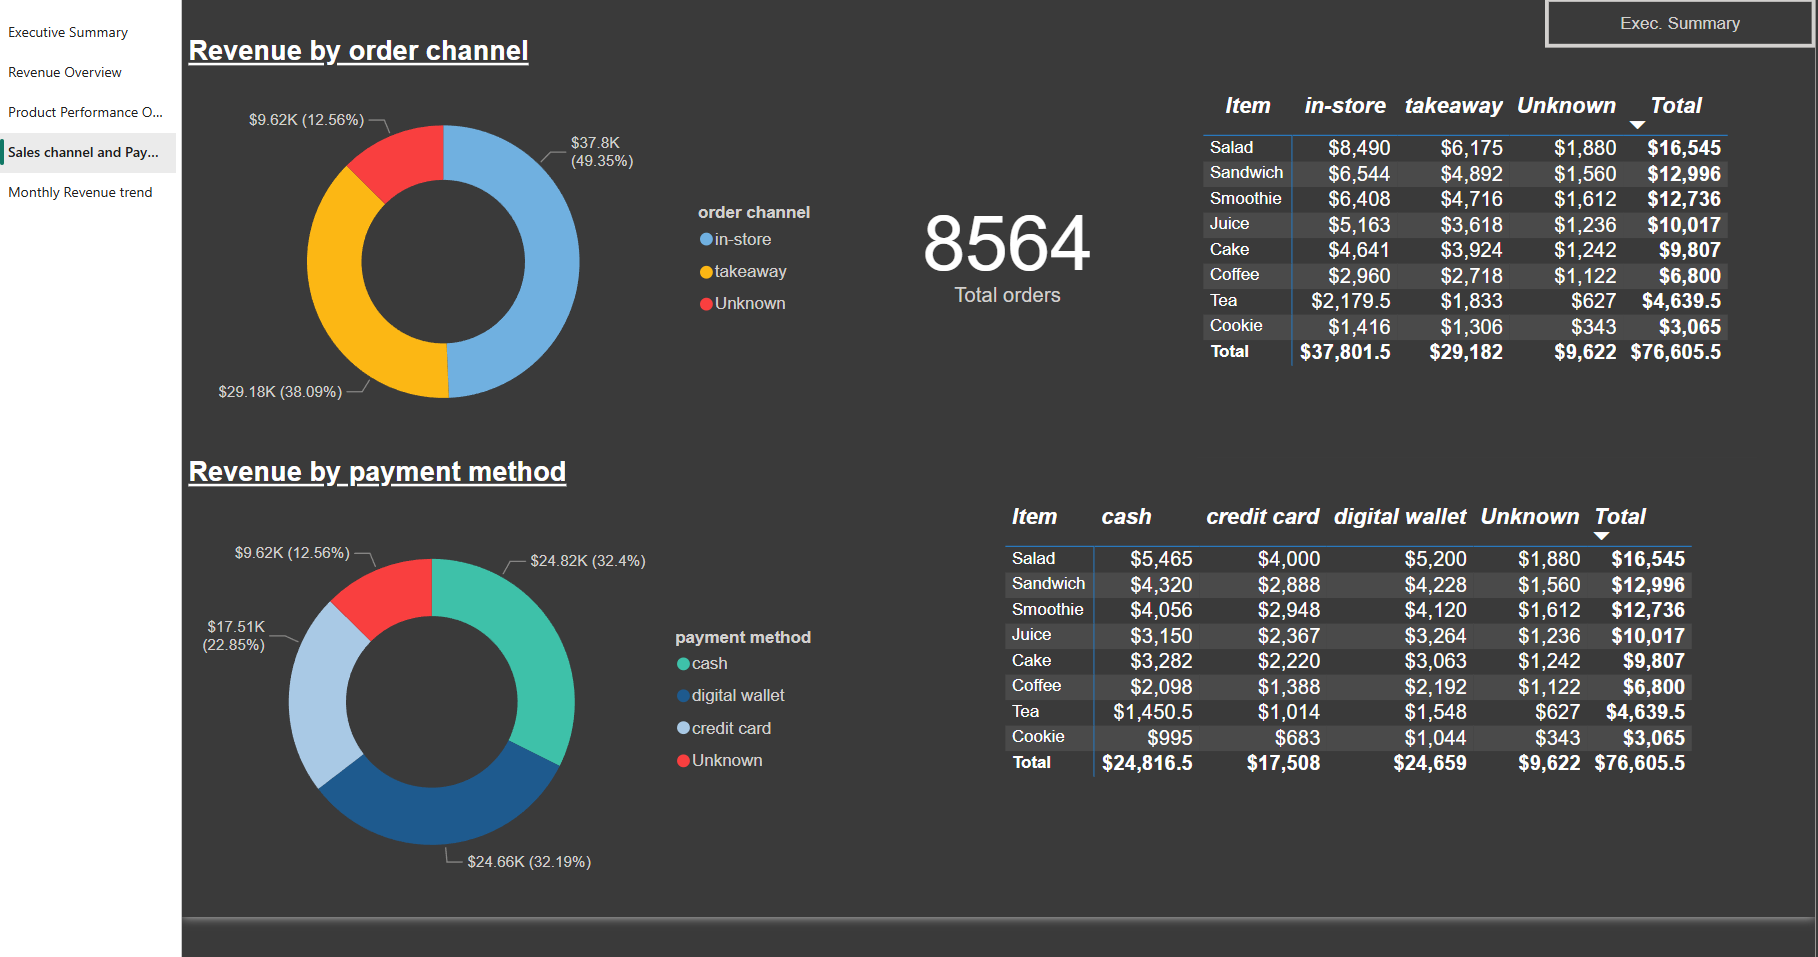 Executive Summary
Revenue Overview
Product Performance O...
Sales channel and Pay...
Monthly Revenue trend
Exec. Summary
Revenue by order channel
$9.62K (12.56%)
$37.8K
(49.35%)
$29.18K (38.09%)
order channel
in-store
takeaway
Unknown
8564
Total orders
Item in-store takeaway Unknown Total
Salad $8,490 $6,175 $1,880 $16,545
Sandwich $6,544 $4,892 $1,560 $12,996
Smoothie $6,408 $4,716 $1,612 $12,736
Juice $5,163 $3,618 $1,236 $10,017
Cake $4,641 $3,924 $1,242 $9,807
Coffee $2,960 $2,718 $1,122 $6,800
Tea $2,179.5 $1,833 $627 $4,639.5
Cookie $1,416 $1,306 $343 $3,065
Total $37,801.5 $29,182 $9,622 $76,605.5
Revenue by payment method
$9.62K (12.56%)
$24.82K (32.4%)
$17.51K
(22.85%)
$24.66K (32.19%)
payment method
cash
digital wallet
credit card
Unknown
Item cash credit card digital wallet Unknown Total
Salad $5,465 $4,000 $5,200 $1,880 $16,545
Sandwich $4,320 $2,888 $4,228 $1,560 $12,996
Smoothie $4,056 $2,948 $4,120 $1,612 $12,736
Juice $3,150 $2,367 $3,264 $1,236 $10,017
Cake $3,282 $2,220 $3,063 $1,242 $9,807
Coffee $2,098 $1,388 $2,192 $1,122 $6,800
Tea $1,450.5 $1,014 $1,548 $627 $4,639.5
Cookie $995 $683 $1,044 $343 $3,065
Total $24,816.5 $17,508 $24,659 $9,622 $76,605.5